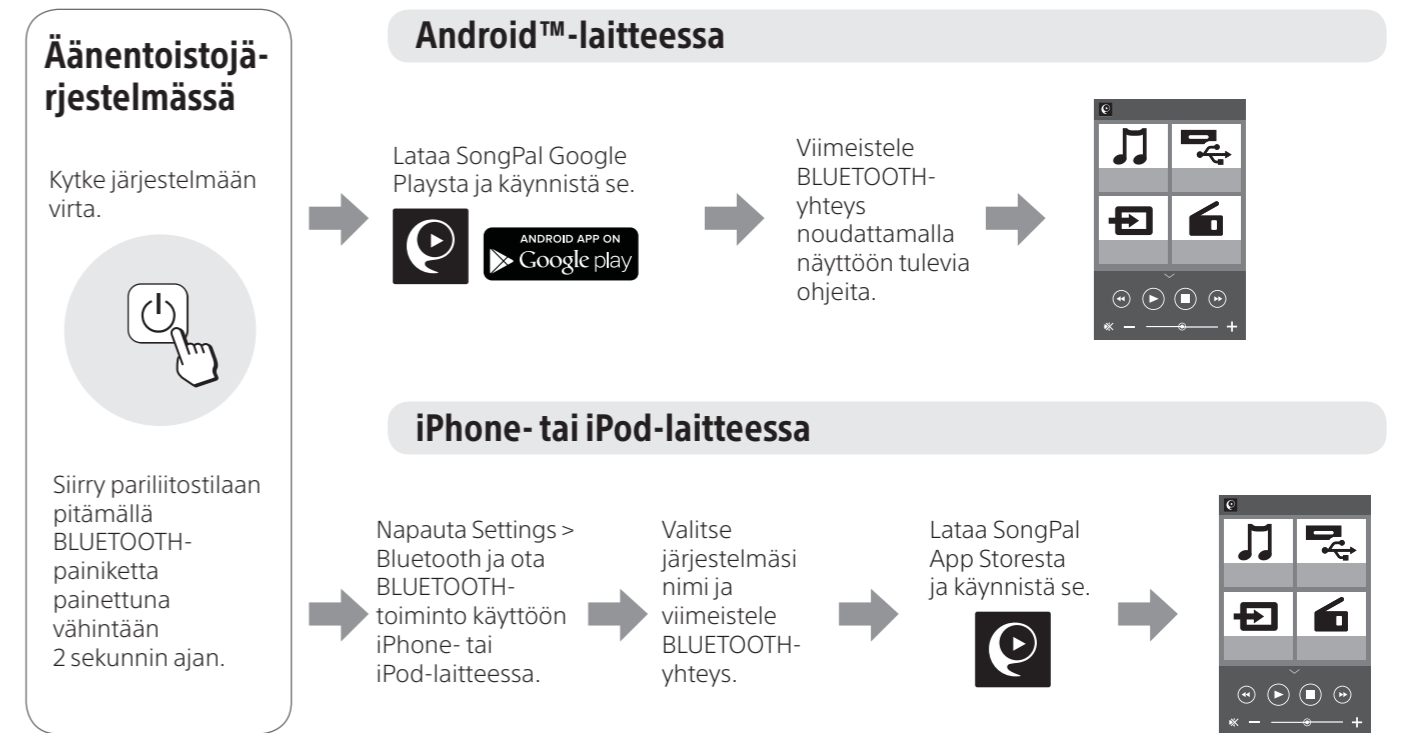 Äänentoistojä-
rjestelmässä
Kytke järjestelmään
virta.
Siirry pariliitostilaan
pitämällä
BLUETOOTH-
painiketta
painettuna
vähintään
2 sekunnin ajan.
Android™-laitteessa
Lataa SongPal Google
Playsta ja käynnistä se.
ANDROID APP ON
Google play
Viimeistele
BLUETOOTH-
yhteys
noudattamalla
näyttöön tulevia
ohjeita.
iPhone- tai iPod-laitteessa
Napauta Settings >
Bluetooth ja ota
BLUETOOTH-
toiminto käyttöön
iPhone- tai
iPod-laitteessa.
Valitse
järjestelmäsi
nimi ja
viimeistele
BLUETOOTH-
yhteys.
Lataa SongPal
App Storesta
ja käynnistä se.